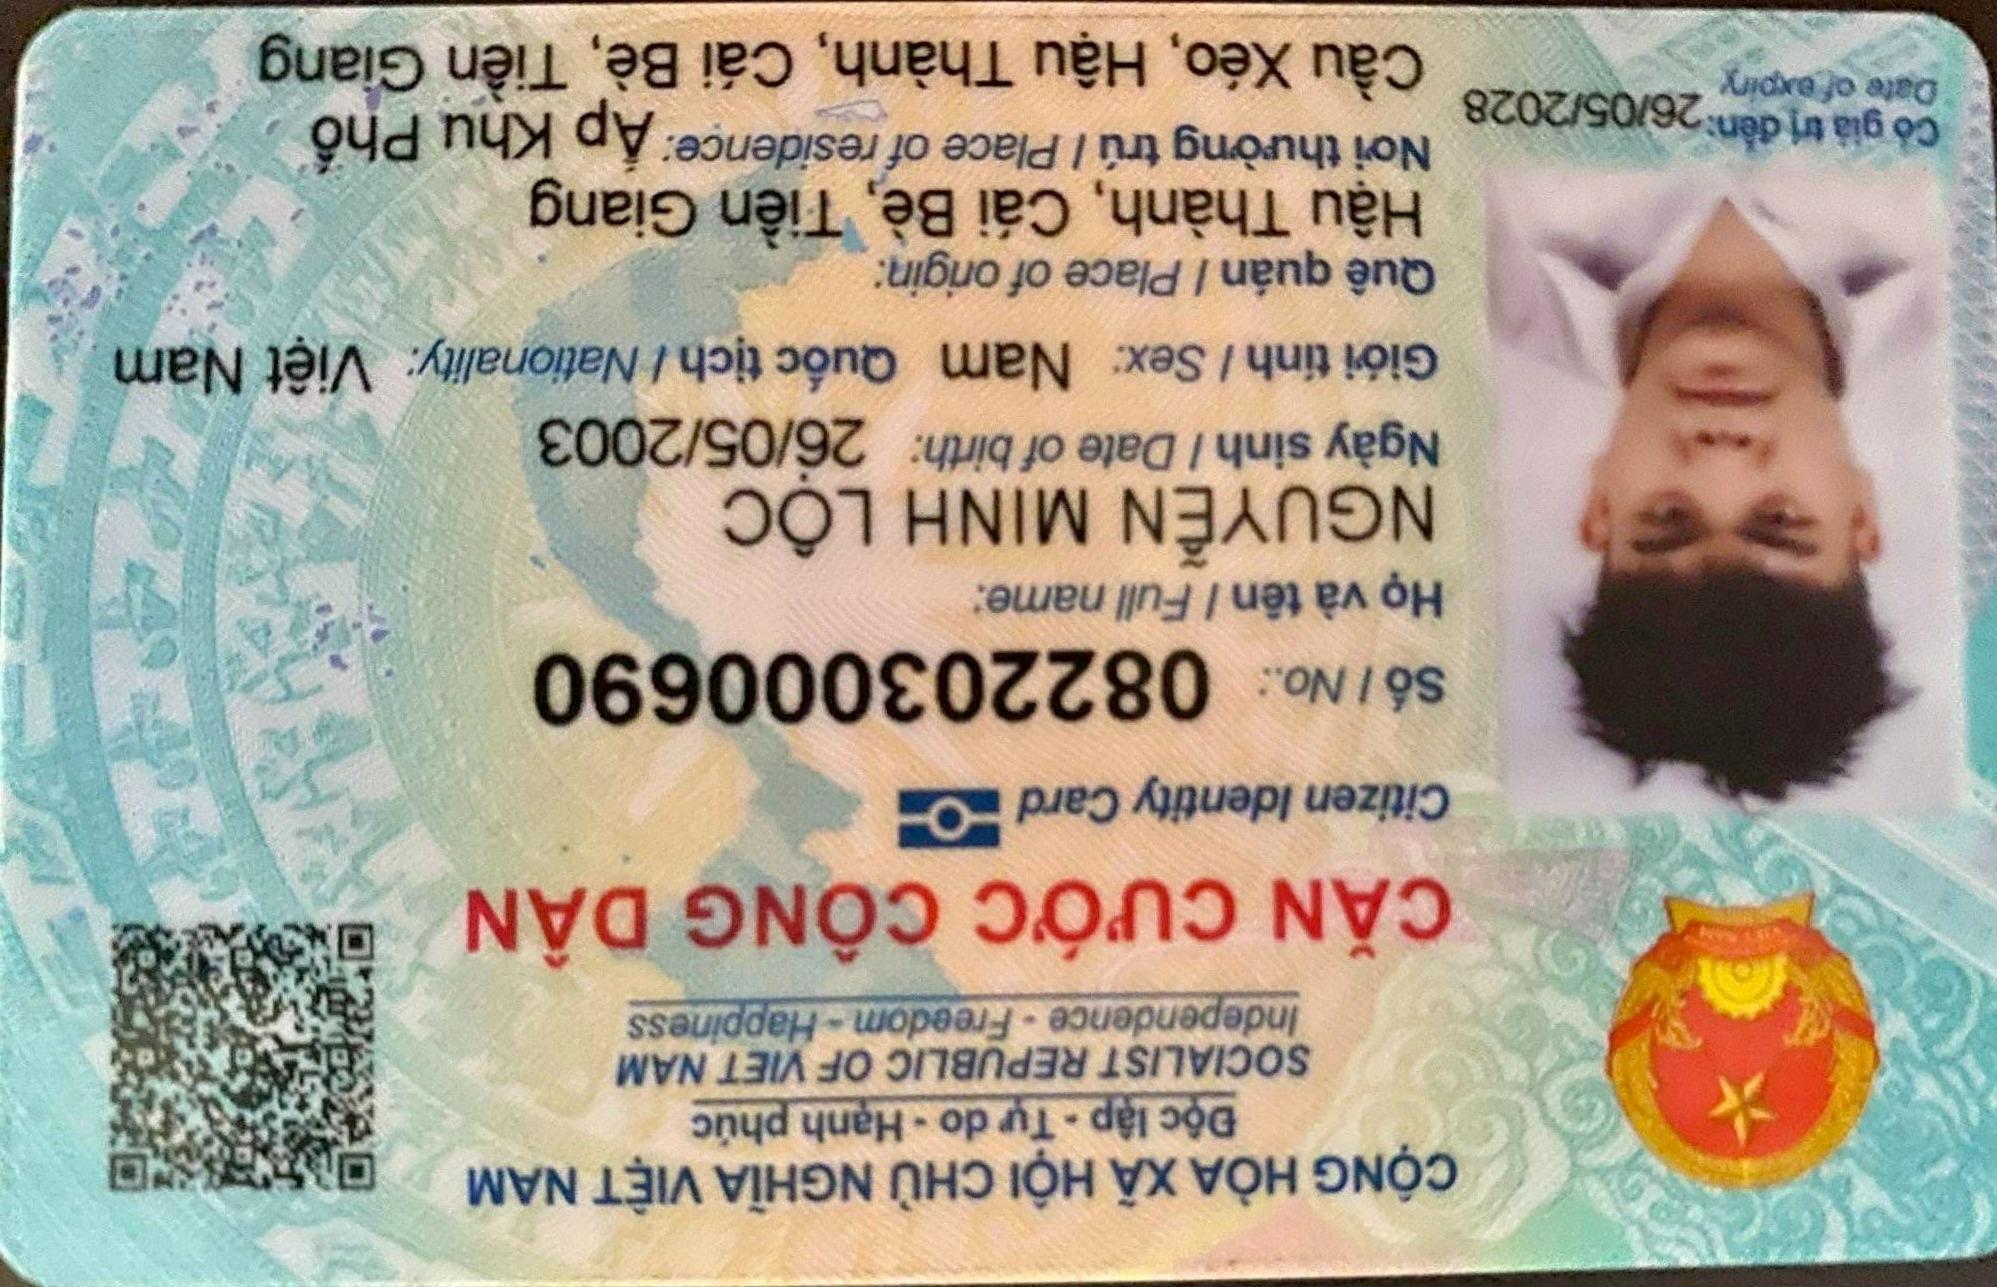 CỘNG HÒA XÃ HỘI CHỦ NGHĨA VIỆT NAM
Độc lập - Tự do - Hạnh phúc
SOCIALIST REPUBLIC OF VIET NAM
Independence - Freedom - Happiness
CĂN CƯỚC CÔNG DÂN
Citizen Identity Card
Số / No.: 082203000690
Họ và tên / Full name:
NGUYỄN MINH LỘC
Ngày sinh / Date of birth: 26/05/2003
Giới tính / Sex: Nam Quốc tịch / Nationality: Việt Nam
Quê quán / Place of origin:
Hậu Thành, Cái Bè, Tiền Giang
Nơi thường trú / Place of residence: Ấp Khu Phố
Cầu Xéo, Hậu Thành, Cái Bè, Tiền Giang
Có giá trị đến: 26/05/2028
Date of expiry